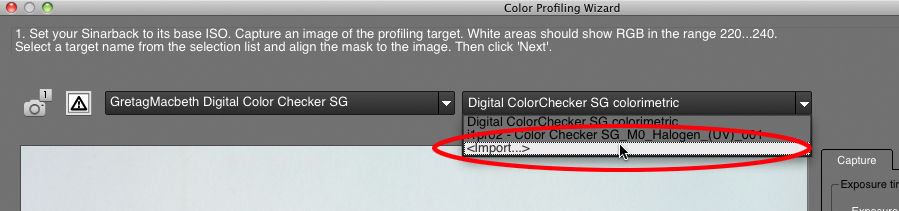 Color Profiling Wizard
1. Set your Sinarback to its base ISO. Capture an image of the profiling target. White areas should show RGB in the range 220...240.
Select a target name from the selection list and align the mask to the image. Then click 'Next'.
1
GretagMacbeth Digital Color Checker SG
Digital ColorChecker SG colorimetric
Digital ColorChecker SG colorimetric
i1pro2 - Color Checker SG_M0_Halogen_(UV)_001
<Import...>
Capture
Exposure tin
Exposure